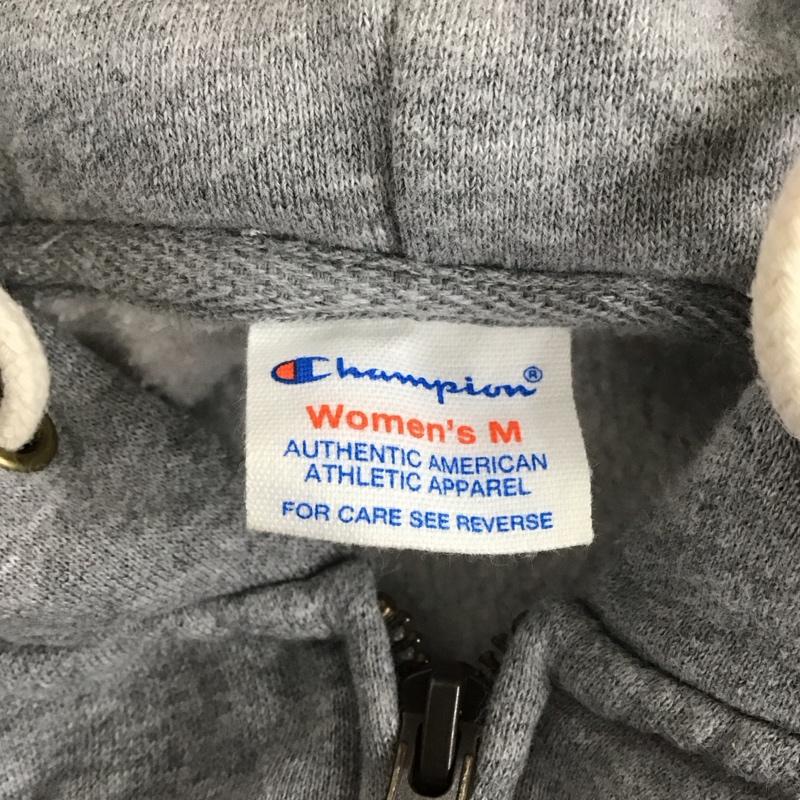 Champion®
Women's M
AUTHENTIC AMERICAN
ATHLETIC APPAREL
FOR CARE SEE REVERSE